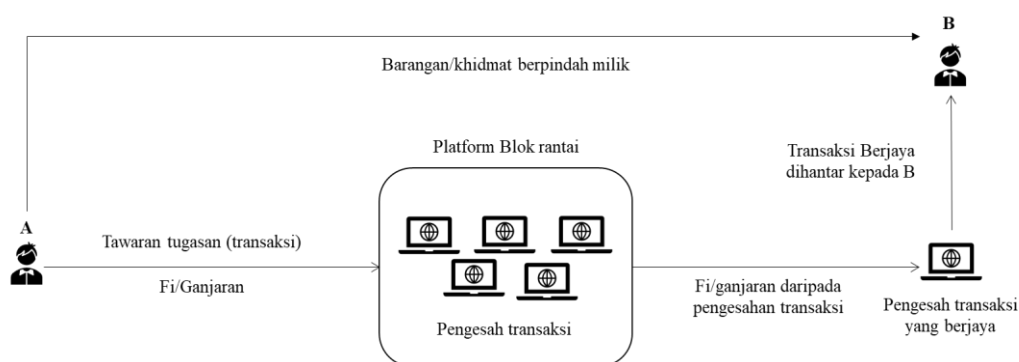 B
Barangan/khidmat berpindah milik
Platform Blok rantai
Transaksi Berjaya
dihantar kepada B
A
Tawaran tugasan (transaksi)
Fi/Ganjaran
Pengesah transaksi
Fi/ganjaran daripada
pengesahan transaksi
Pengesah transaksi
yang berjaya